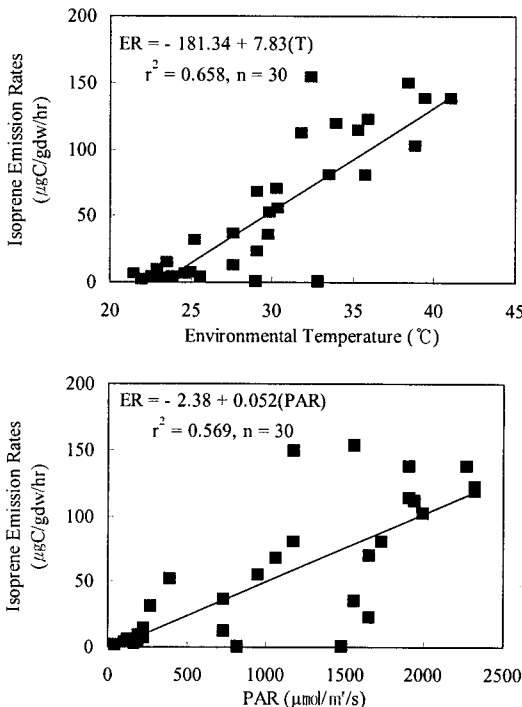 200
ER = - 181.34 + 7.83(T)
r² = 0.658, n = 30
150
100
50
0
Isoprene Emission Rates
(μgC/gdw/hr)
20 25 30 35 40 45
Environmental Temperature (℃)
200
ER = - 2.38 + 0.052(PAR)
r² = 0.569, n = 30
150
100
50
0
Isoprene Emission Rates
(μgC/gdw/hr)
0 500 1000 1500 2000 2500
PAR (μmol/㎡/s)